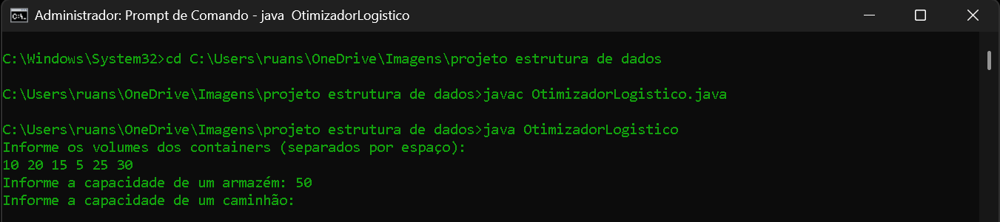 Administrador: Prompt de Comando - java  OtimizadorLogistico
C:\Windows\System32>cd C:\Users\ruans\OneDrive\Imagens\projeto estrutura de dados
C:\Users\ruans\OneDrive\Imagens\projeto estrutura de dados>javac OtimizadorLogistico.java
C:\Users\ruans\OneDrive\Imagens\projeto estrutura de dados>java OtimizadorLogistico
Informe os volumes dos containers (separados por espaço):
10 20 15 5 25 30
Informe a capacidade de um armazém: 50
Informe a capacidade de um caminhão: